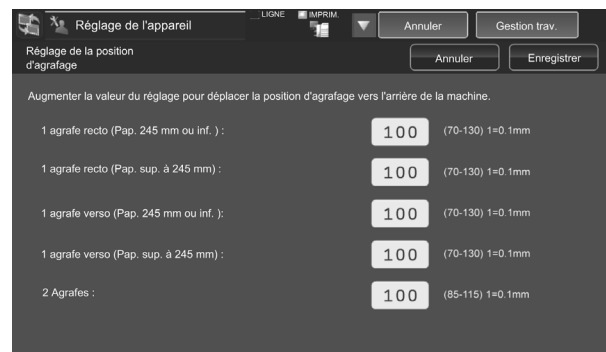 Réglage de l'appareil
LIGNE
IMPRIM.
Annuler
Gestion trav.
Réglage de la position
d'agrafage
Annuler
Enregistrer
Augmenter la valeur du réglage pour déplacer la position d'agrafage vers l'arrière de la machine.
1 agrafe recto (Pap. 245 mm ou inf. ) : 100 (70-130) 1=0.1mm
1 agrafe recto (Pap. sup. à 245 mm) : 100 (70-130) 1=0.1mm
1 agrafe verso (Pap. 245 mm ou inf. ): 100 (70-130) 1=0.1mm
1 agrafe verso (Pap. sup. à 245 mm) : 100 (70-130) 1=0.1mm
2 Agrafes : 100 (85-115) 1=0.1mm